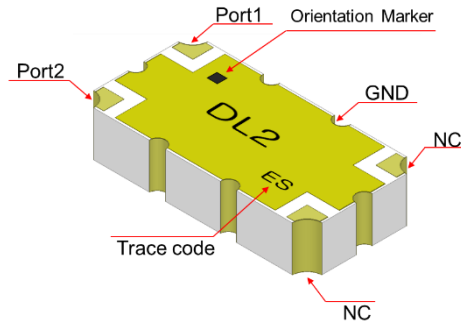 Port1
Orientation Marker
Port2
GND
DL2
NC
ES
Trace code
NC